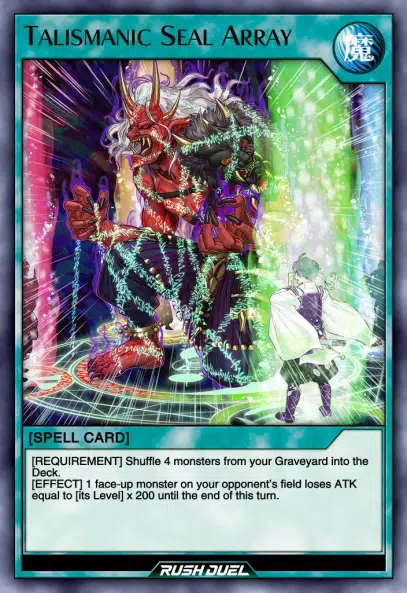 Talismanic Seal Array
魔
[SPELL CARD]
[REQUIREMENT] Shuffle 4 monsters from your Graveyard into the
Deck.
[EFFECT] 1 face-up monster on your opponent's field loses ATK
equal to [its Level] x 200 until the end of this turn.
RUSH DUEL